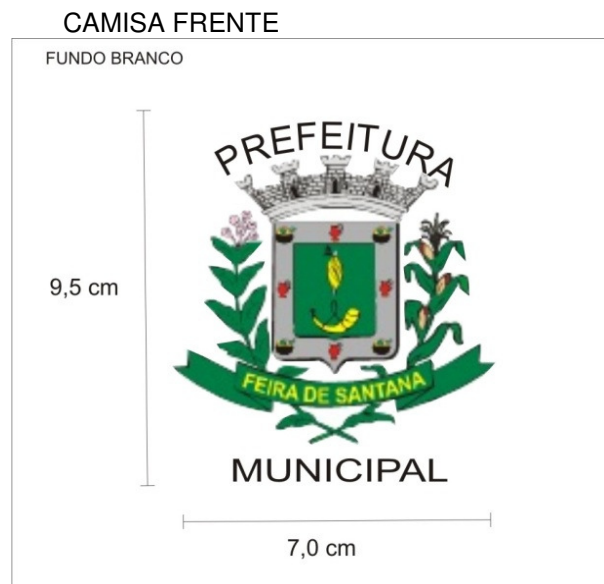 CAMISA FRENTE
FUNDO BRANCO
PREFEITURA
9,5 cm
FEIRA DE SANTANA
MUNICIPAL
7,0 cm